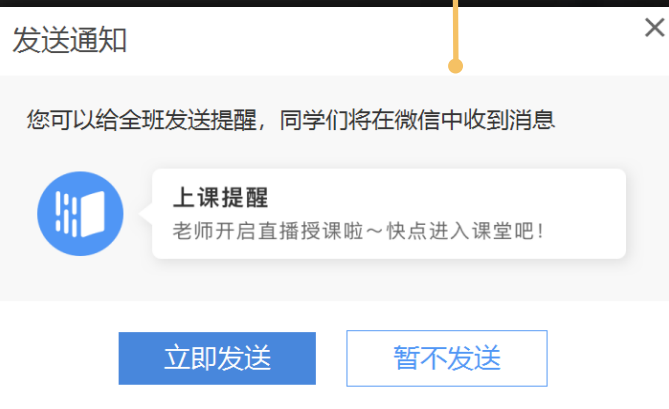 发送通知
您可以给全班发送提醒，同学们将在微信中收到消息
上课提醒
老师开启直播授课啦～快点进入课堂吧！
立即发送
暂不发送